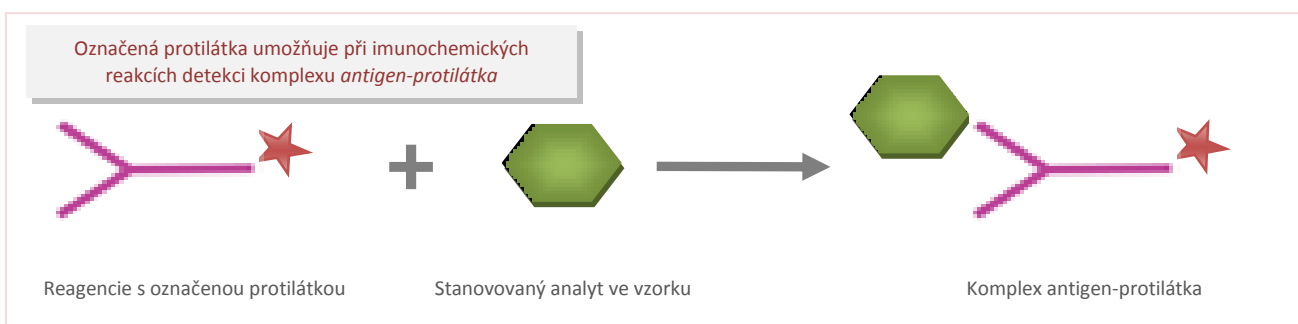 Označená protilátka umožňuje při imunochemických
reakcích detekci komplexu antigen-protilátka
Reagencie s označenou protilátkou
Stanovovaný analyt ve vzorku
Komplex antigen-protilátka